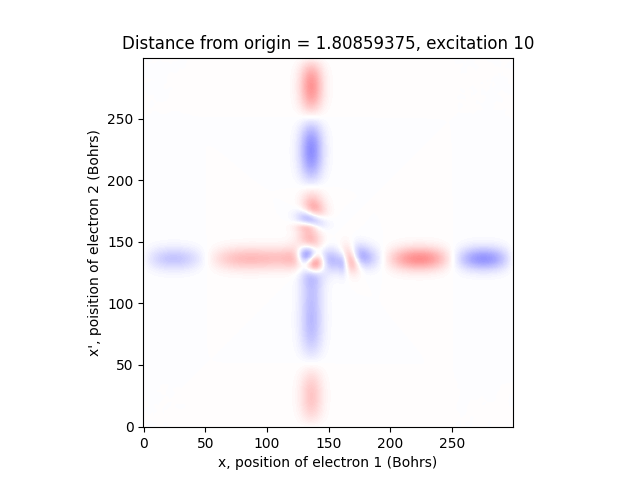 Distance from origin = 1.80859375, excitation 10
x', poisition of electron 2 (Bohrs)
250
200
150
100
50
0
0 50 100 150 200 250
x, position of electron 1 (Bohrs)